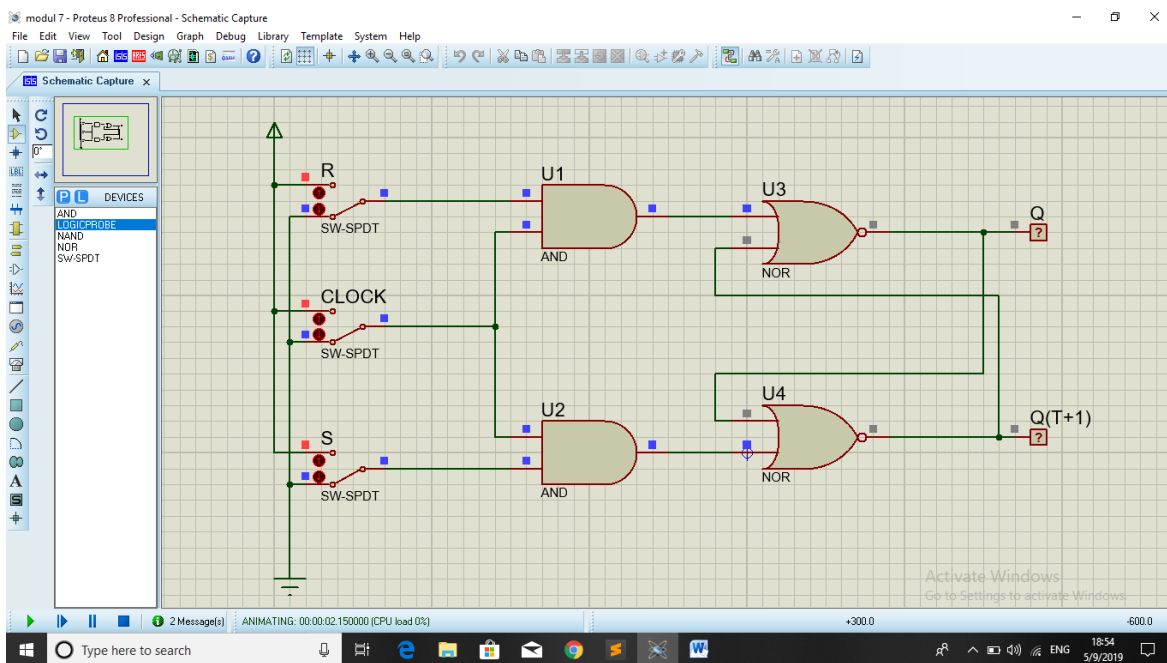 modul 7 - Proteus 8 Professional - Schematic Capture
File Edit View Tool Design Graph Debug Library Template System Help
Schematic Capture x
0°
LBL
P L DEVICES
AND
LOGICPROBE
NAND
NOR
SW-SPDT
R
SW-SPDT
CLOCK
SW-SPDT
S
SW-SPDT
U1
AND
U2
AND
U3
NOR
U4
NOR
Q
?
Q(T+1)
?
Activate Windows
Go to Settings to activate Windows.
2 Message(s) ANIMATING: 00:00:02.150000 (CPU load 0%) +300.0 -600.0
Type here to search
ENG
18:54
5/9/2019